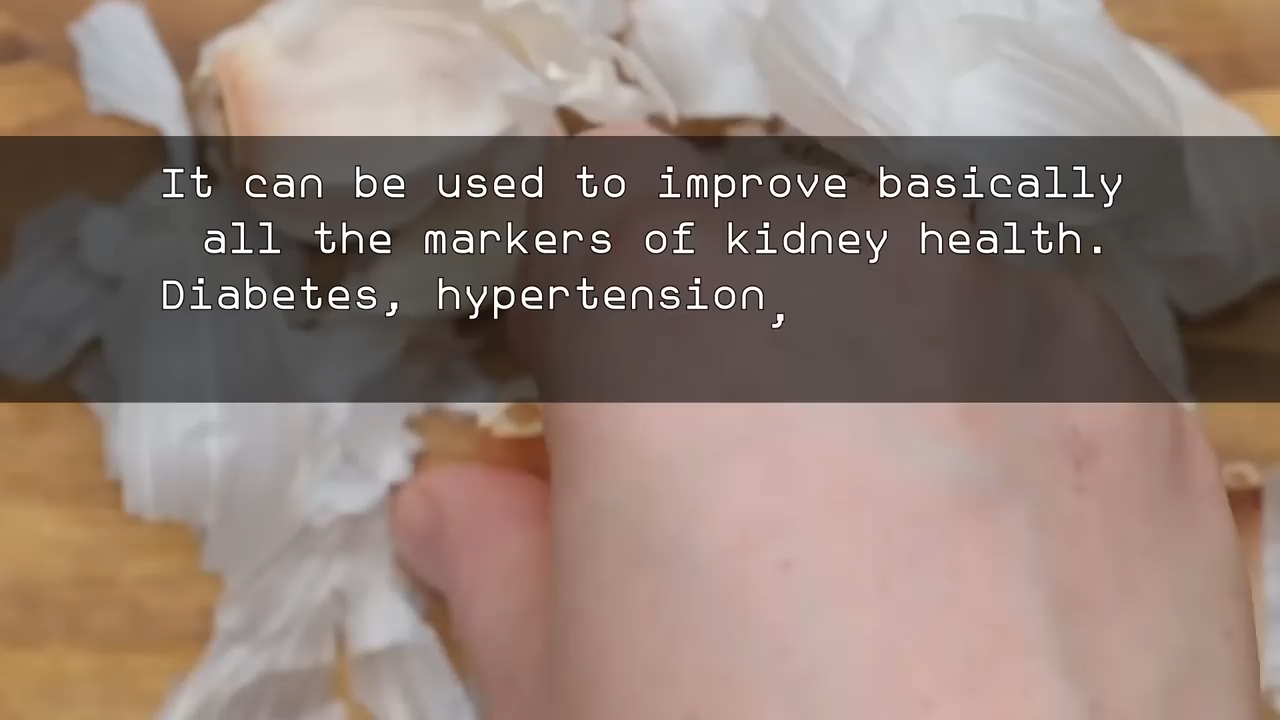 It can be used to improve basically
all the markers of kidney health.
Diabetes, hypertension,